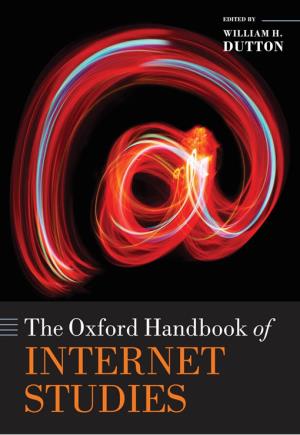 EDITED BY
WILLIAM H.
DUTTON
The Oxford Handbook of
INTERNET
STUDIES